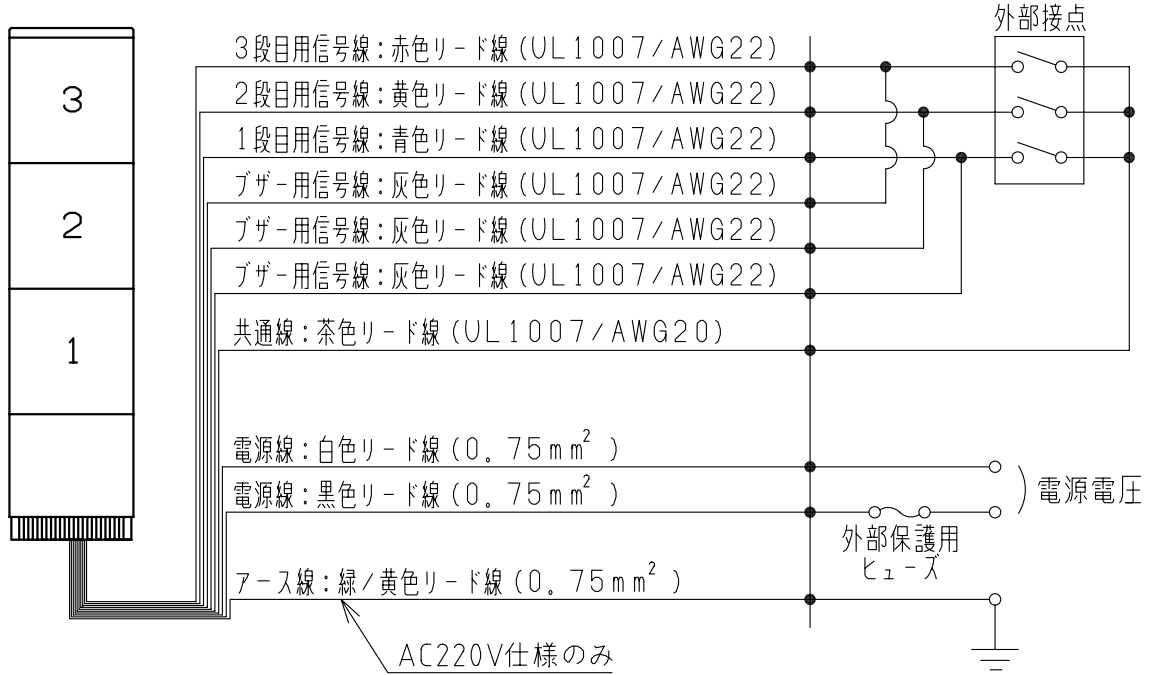 外部接点
3段目用信号線：赤色リード線（UL1007/AWG22）
2段目用信号線：黄色リード線（UL1007/AWG22）
1段目用信号線：青色リード線（UL1007/AWG22）
ブザー用信号線：灰色リード線（UL1007/AWG22）
ブザー用信号線：灰色リード線（UL1007/AWG22）
ブザー用信号線：灰色リード線（UL1007/AWG22）
共通線：茶色リード線（UL1007/AWG20）
3
2
1
電源線：白色リード線（0.75mm²）
電源線：黒色リード線（0.75mm²）
電源電圧
外部保護用
ヒューズ
アース線：緑/黄色リード線（0.75mm²）
AC220V仕様のみ